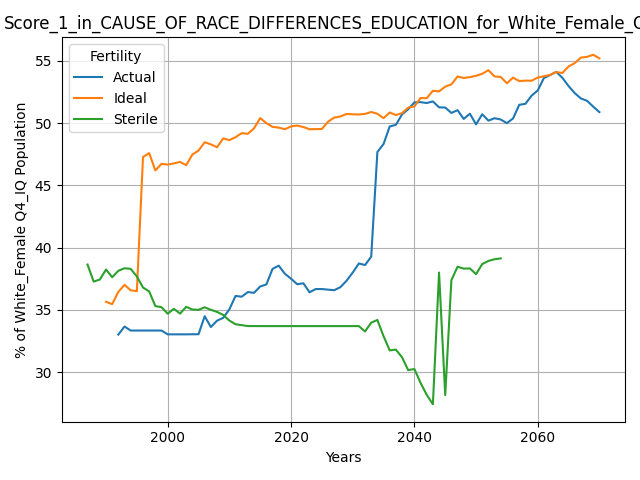 Score_1_in_CAUSE_OF_RACE_DIFFERENCES_EDUCATION_for_White_Female_
Fertility
Actual
Ideal
Sterile
% of White_Female Q4_IQ Population
55
50
45
40
35
30
2000
2020
2040
2060
Years